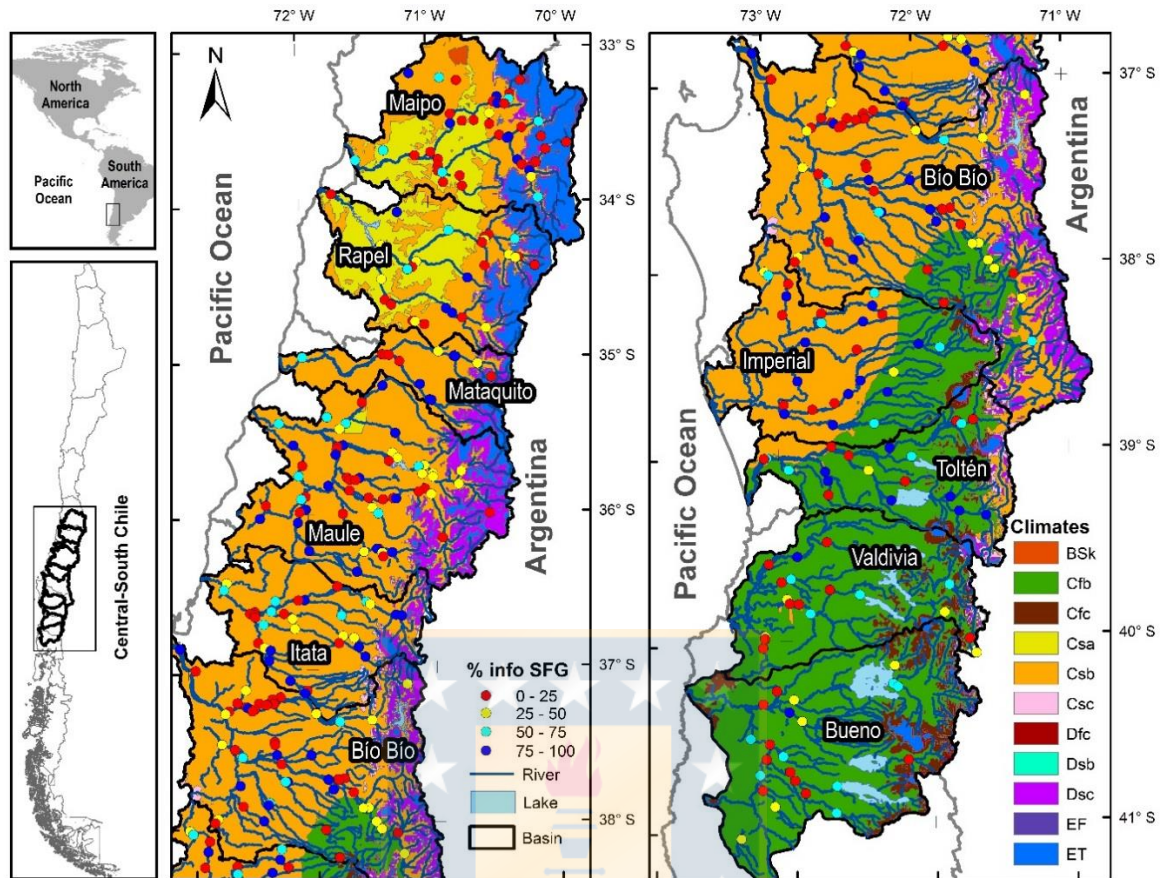 72° W
71° W
70° W
73° W
72° W
71° W
North
America
South
America
Pacific
Ocean
Central-South Chile
N
Pacific Ocean
Maipo
Rapel
Mataquito
Maule
Itata
Bío Bío
Argentina
33° S
34° S
35° S
36° S
37° S
38° S
% info SFG
0 - 25
25 - 50
50 - 75
75 - 100
River
Lake
Basin
Pacific Ocean
Bío Bío
Imperial
Toltén
Valdivia
Bueno
Argentina
37° S
38° S
39° S
40° S
41° S
Climates
BSk
Cfb
Cfc
Csa
Csb
Csc
Dfc
Dsb
Dsc
EF
ET